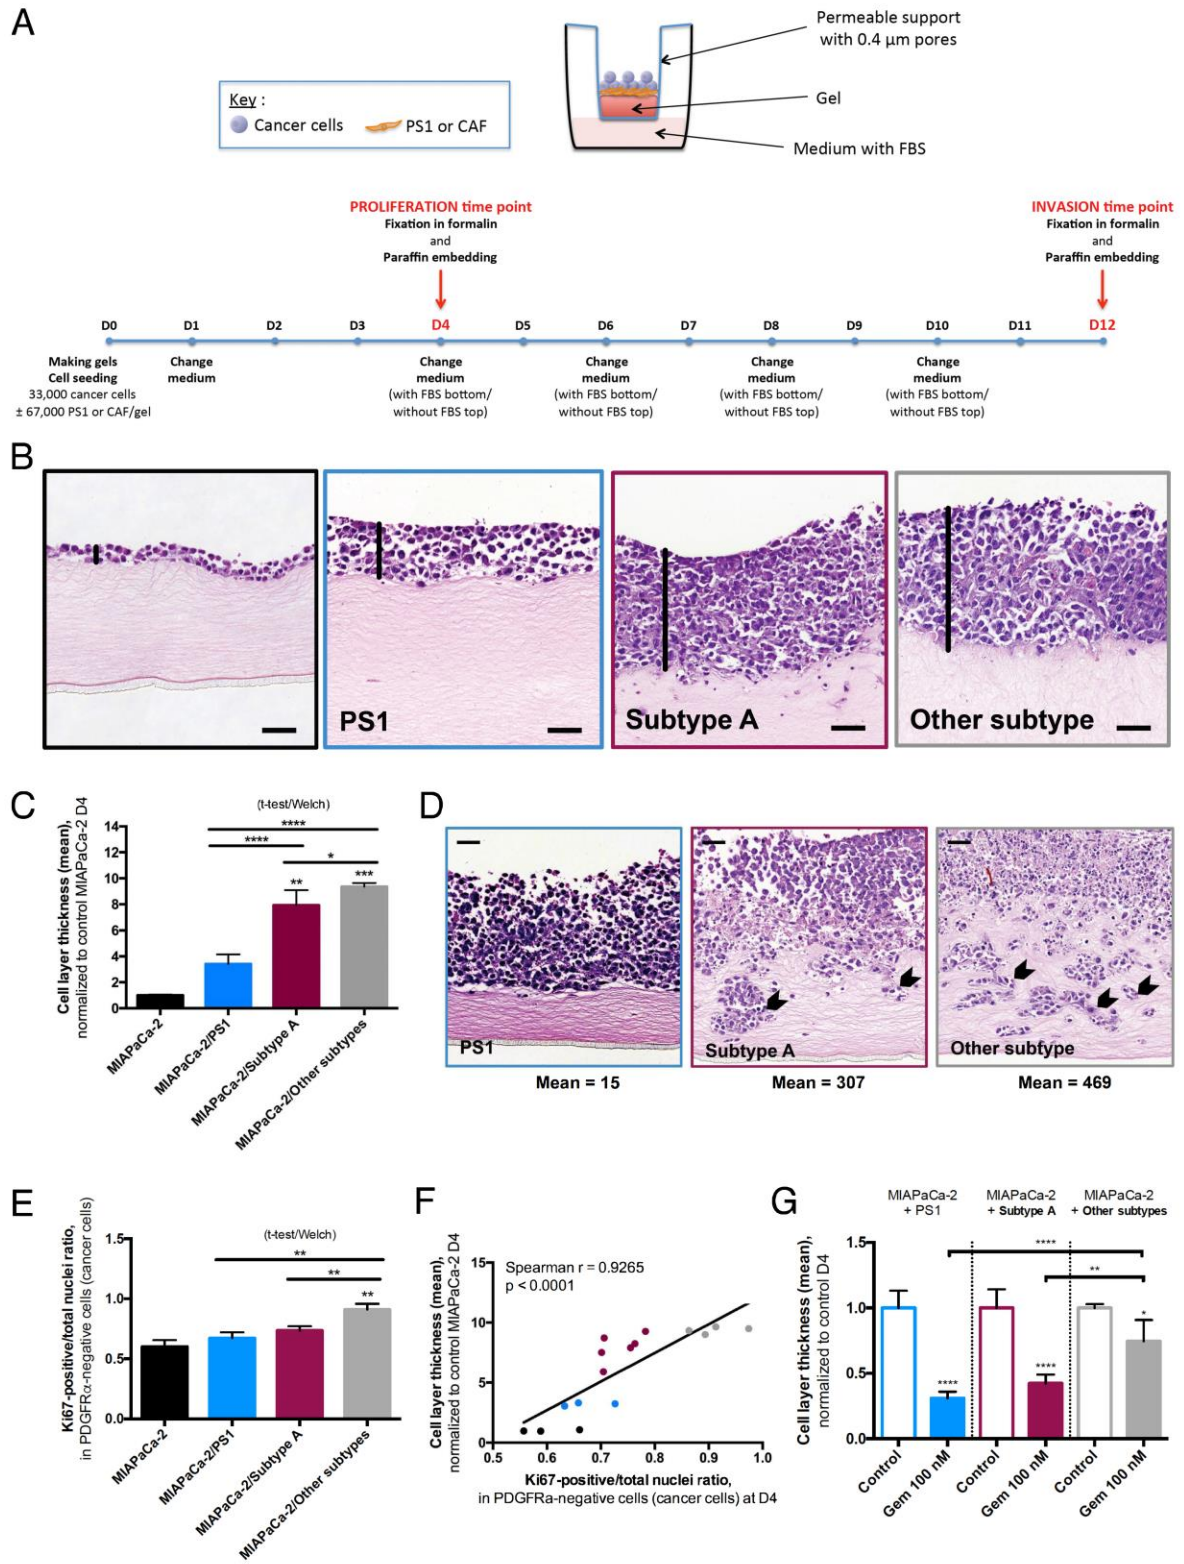 A
Permeable support
with 0.4 μm pores
Key :
Cancer cells
PS1 or CAF
Gel
Medium with FBS
PROLIFERATION time point
Fixation in formalin
and
Paraffin embedding
INVASION time point
Fixation in formalin
and
Paraffin embedding
D0 D1 D2 D3 D4 D5 D6 D7 D8 D9 D10 D11 D12
Making gels
Cell seeding
33,000 cancer cells
± 67,000 PS1 or CAF/gel
Change
medium
Change
medium
(with FBS bottom/
without FBS top)
Change
medium
(with FBS bottom/
without FBS top)
Change
medium
(with FBS bottom/
without FBS top)
Change
medium
(with FBS bottom/
without FBS top)
B
PS1
Subtype A
Other subtype
C
Cell layer thickness (mean),
normalized to control MIAPaCa-2 D4
(t-test/Welch)
****
****
*
**
***
14
12
10
8
6
4
2
0
MIAPaCa-2
MIAPaCa-2/PS1
MIAPaCa-2/Subtype A
MIAPaCa-2/Other subtypes
D
PS1
Subtype A
Other subtype
Mean = 15
Mean = 307
Mean = 469
E
Ki67-positive/total nuclei ratio,
in PDGFRα-negative cells (cancer cells)
(t-test/Welch)
**
**
**
1.5
1.0
0.5
0.0
MIAPaCa-2
MIAPaCa-2/PS1
MIAPaCa-2/Subtype A
MIAPaCa-2/Other subtypes
F
Cell layer thickness (mean),
normalized to control MIAPaCa-2 D4
Spearman r = 0.9265
p < 0.0001
15
10
5
0
0.5 0.6 0.7 0.8 0.9 1.0
Ki67-positive/total nuclei ratio,
in PDGFRa-negative cells (cancer cells) at D4
G
MIAPaCa-2
+ PS1
MIAPaCa-2
+ Subtype A
MIAPaCa-2
+ Other subtypes
Cell layer thickness (mean),
normalized to control D4
****
**
*
****
****
1.5
1.0
0.5
0.0
Control
Gem 100 nM
Control
Gem 100 nM
Control
Gem 100 nM